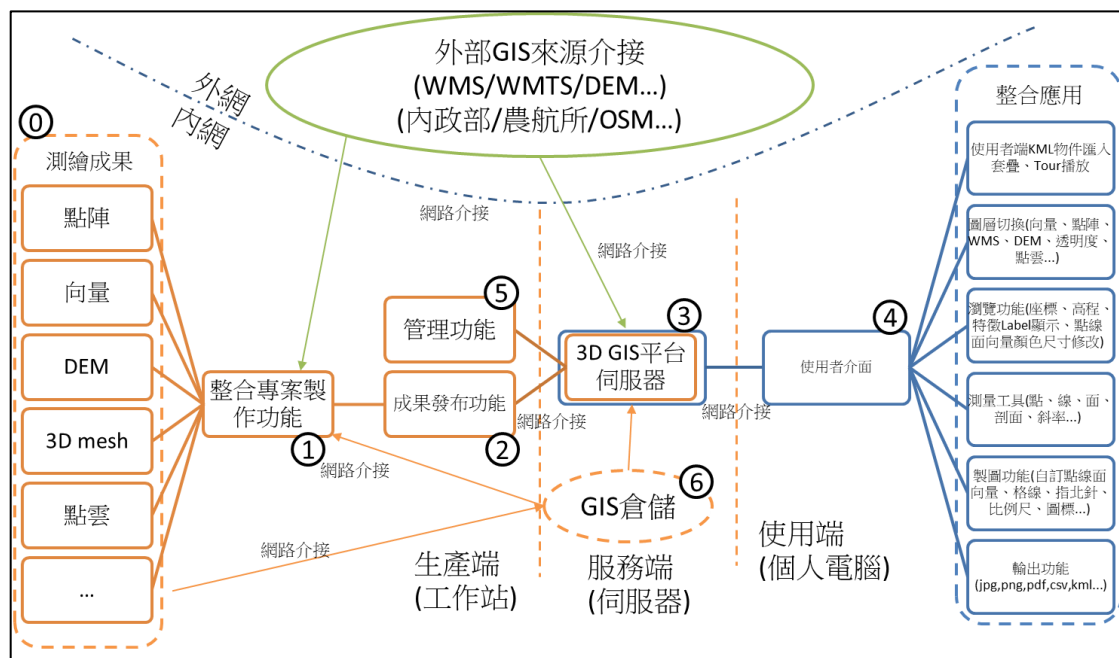 外部GIS來源介接
(WMS/WMTS/DEM...)
(內政部/農航所/OSM...)
外網
內網
0
測繪成果
點陣
向量
DEM
3D mesh
點雲
...
整合專案製
作功能
1
5
管理功能
成果發布功能
2
3
3D GIS平台
伺服器
6
GIS倉儲
4
使用者介面
網路介接
網路介接
網路介接
網路介接
網路介接
網路介接
生產端
(工作站)
服務端
(伺服器)
使用端
(個人電腦)
整合應用
使用者端KML物件匯入
套疊、Tour播放
圖層切換(向量、點陣、
WMS、DEM、透明度、
點雲...)
瀏覽功能(座標、高程、
特徵Label顯示、點線
面向量顏色尺寸修改)
測量工具(點、線、面、
剖面、斜率...)
製圖功能(自訂點線面
向量、格線、指北針、
比例尺、圖標...)
輸出功能
(jpg,png,pdf,csv,kml...)